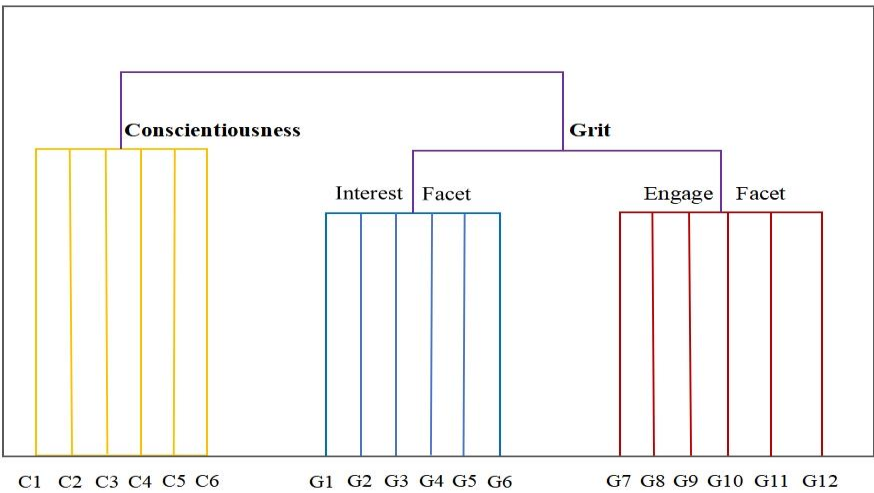 Conscientiousness
Grit
Interest Facet
Engage Facet
C1 C2 C3 C4 C5 C6 G1 G2 G3 G4 G5 G6 G7 G8 G9 G10 G11 G12